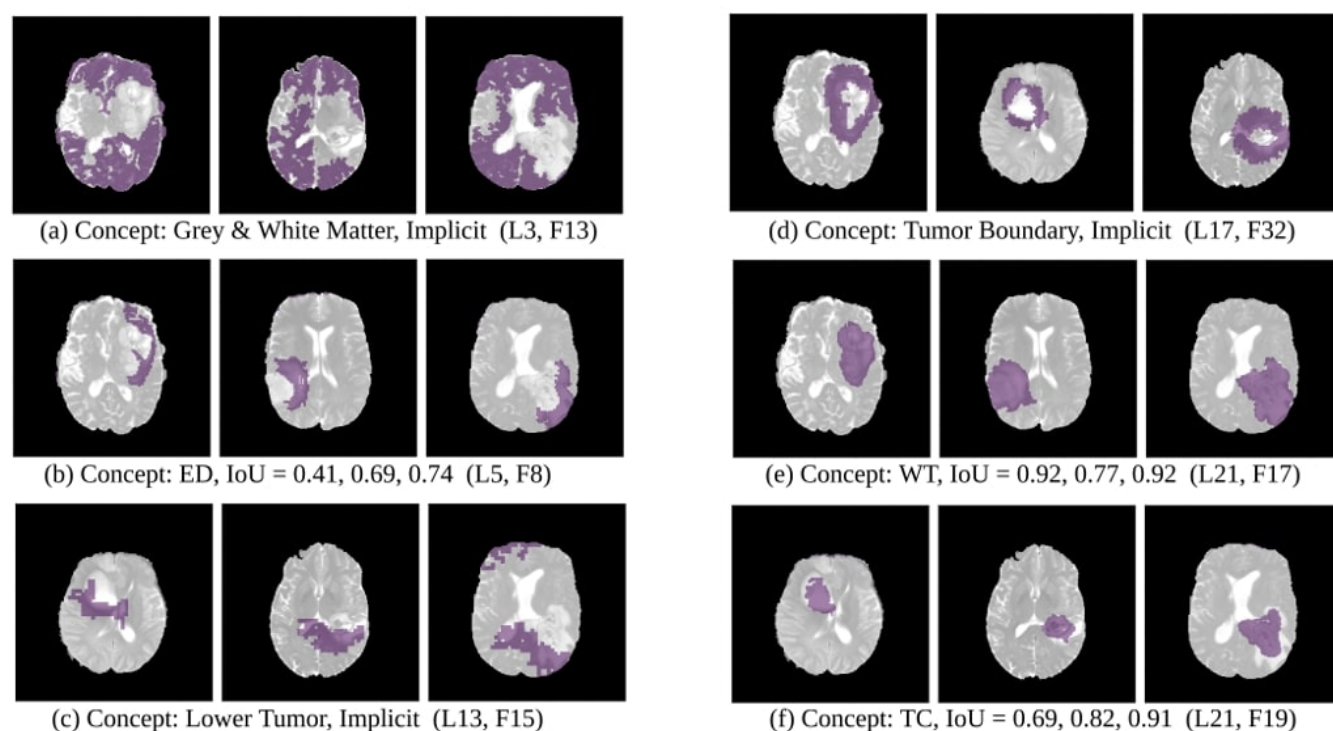 (a) Concept: Grey & White Matter, Implicit (L3, F13)
(d) Concept: Tumor Boundary, Implicit (L17, F32)
(b) Concept: ED, IoU = 0.41, 0.69, 0.74 (L5, F8)
(e) Concept: WT, IoU = 0.92, 0.77, 0.92 (L21, F17)
(c) Concept: Lower Tumor, Implicit (L13, F15)
(f) Concept: TC, IoU = 0.69, 0.82, 0.91 (L21, F19)